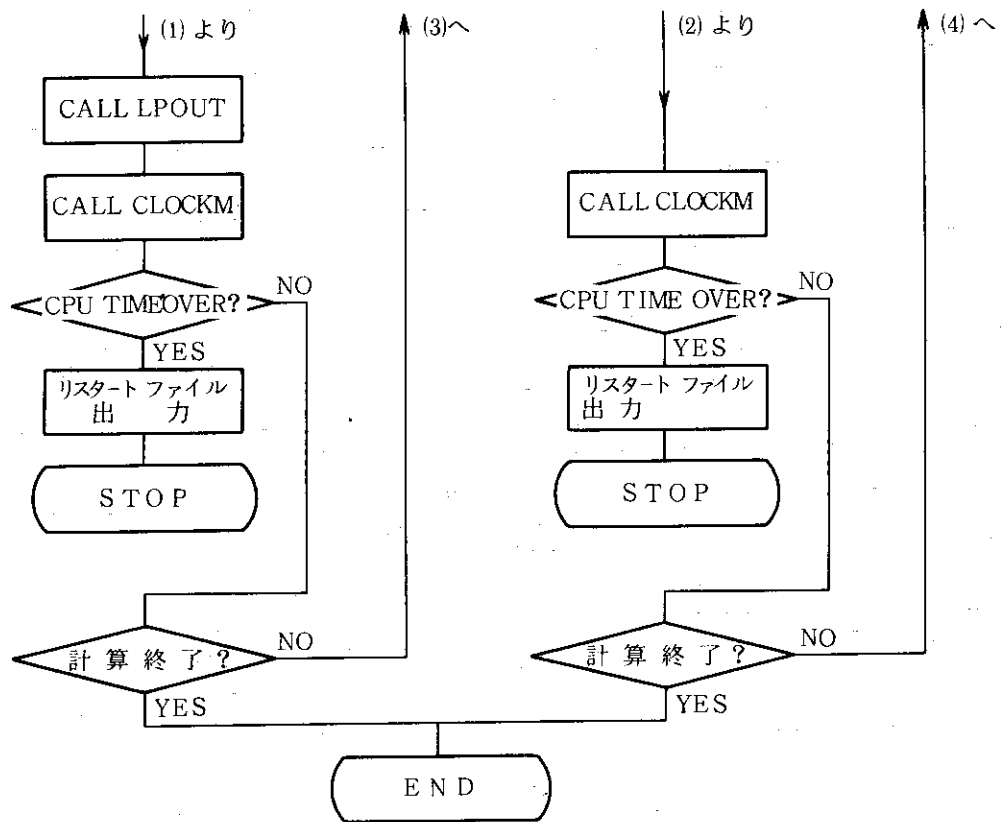 (1) より
(3)へ
(2) より
(4) へ
CALL LPOUT
CALL CLOCKM
CPU TIMEOVER?
NO
YES
リスタート ファイル
出 力
STOP
計 算 終 了 ?
NO
YES
CALL CLOCKM
CPU TIME OVER?
NO
YES
リスタート ファイル
出 力
STOP
計 算 終 了 ?
NO
YES
END